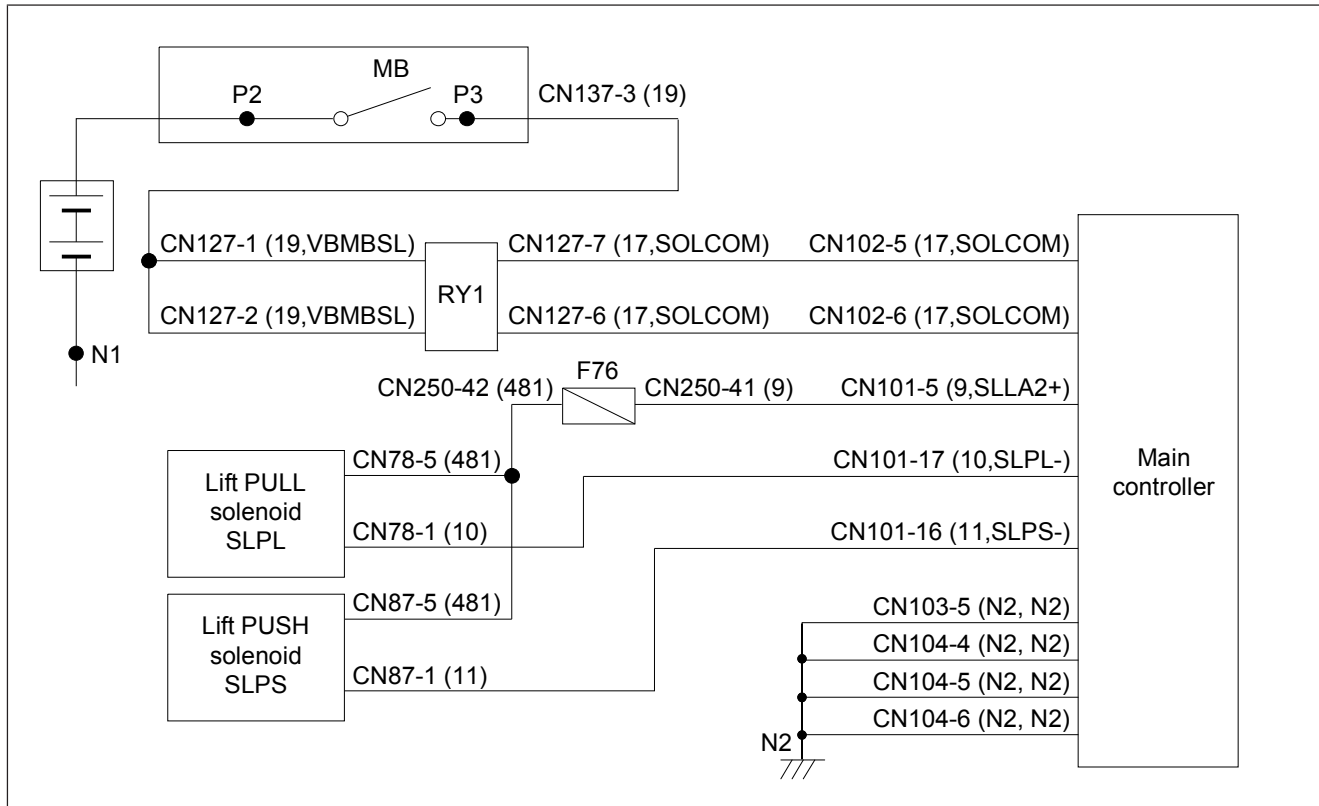 MB
P2
P3
CN137-3 (19)
CN127-1 (19,VBMBSL)
CN127-7 (17,SOLCOM)
CN102-5 (17,SOLCOM)
RY1
CN127-2 (19,VBMBSL)
CN127-6 (17,SOLCOM)
CN102-6 (17,SOLCOM)
N1
F76
CN250-42 (481)
CN250-41 (9)
CN101-5 (9,SLLA2+)
Lift PULL
solenoid
SLPL
CN78-5 (481)
CN78-1 (10)
CN101-17 (10,SLPL-)
Main
controller
CN101-16 (11,SLPS-)
Lift PUSH
solenoid
SLPS
CN87-5 (481)
CN87-1 (11)
CN103-5 (N2, N2)
CN104-4 (N2, N2)
CN104-5 (N2, N2)
CN104-6 (N2, N2)
N2